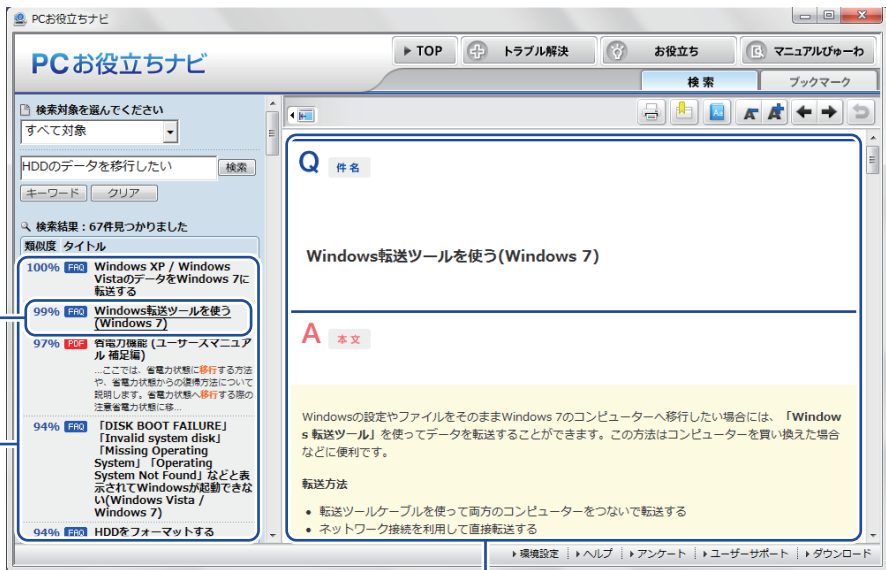 PCお役立ちナビ
PCお役立ちナビ
TOP
トラブル解決
お役立ち
マニュアルびゅーわ
検索
ブックマーク
検索対象を選んでください
すべて対象
HDDのデータを移行したい
検索
キーワード
クリア
検索結果：67件見つかりました
類似度 タイトル
100% FAQ Windows XP / Windows
VistaのデータをWindows 7に
転送する
99% FAQ Windows転送ツールを使う
(Windows 7)
97% PDF 省電力機能 (ユーザーズマニュア
ル 補足編)
...ここでは、省電力状態に移行する方法
や、省電力状態からの復帰方法について
説明します。省電力状態へ移行する際の
注意省電力状態に移...
94% FAQ 「DISK BOOT FAILURE」
「Invalid system disk」
「Missing Operating
System」「Operating
System Not Found」などと表
示されてWindowsが起動できな
い(Windows Vista /
Windows 7)
94% FAQ HDDをフォーマットする
Q 件名
Windows転送ツールを使う(Windows 7)
A 本文
Windowsの設定やファイルをそのままWindows 7のコンピューターへ移行したい場合には、「Window
s 転送ツール」を使ってデータを転送することができます。この方法はコンピューターを買い換えた場合
などに便利です。
転送方法
• 転送ツールケーブルを使って両方のコンピューターをつないで転送する
• ネットワーク接続を利用して直接転送する
環境設定
ヘルプ
アンケート
ユーザーサポート
ダウンロード